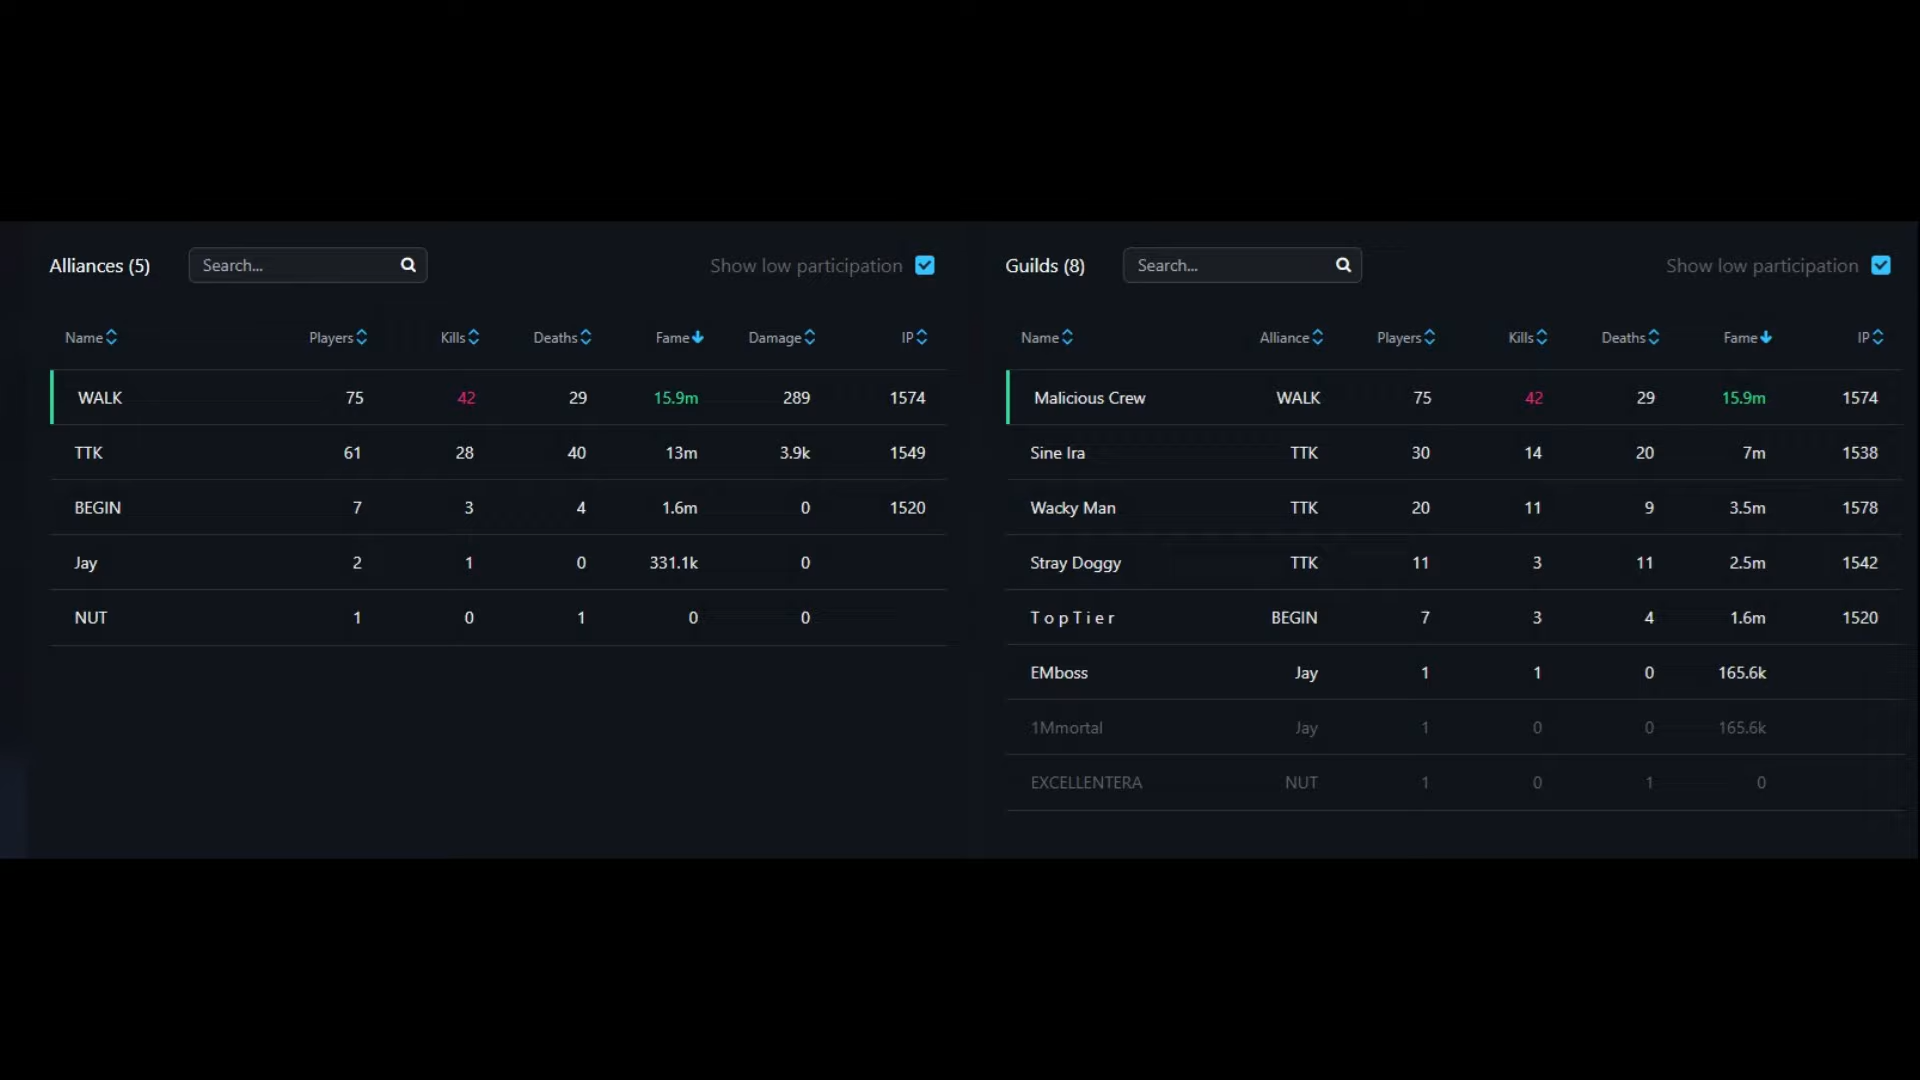 Alliances (5) Search... Show low participation
Name Players Kills Deaths Fame Damage IP
WALK 75 42 29 15.9m 289 1574
TTK 61 28 40 13m 3.9k 1549
BEGIN 7 3 4 1.6m 0 1520
Jay 2 1 0 331.1k 0
NUT 1 0 1 0 0
Guilds (8) Search... Show low participation
Name Alliance Players Kills Deaths Fame IP
Malicious Crew WALK 75 42 29 15.9m 1574
Sine Ira TTK 30 14 20 7m 1538
Wacky Man TTK 20 11 9 3.5m 1578
Stray Doggy TTK 11 3 11 2.5m 1542
T o p T i e r BEGIN 7 3 4 1.6m 1520
EMboss Jay 1 1 0 165.6k
1Mmortal Jay 1 0 0 165.6k
EXCELLENTERA NUT 1 0 1 0